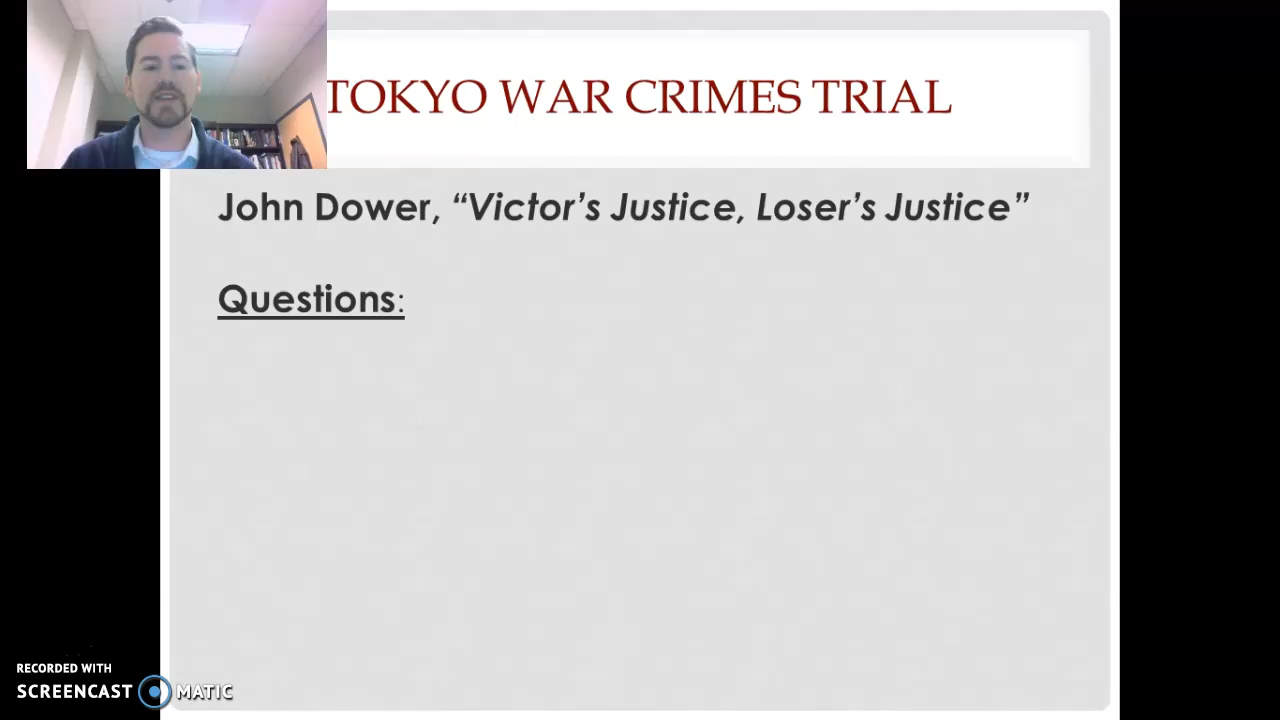 TOKYO WAR CRIMES TRIAL
John Dower, “Victor’s Justice, Loser’s Justice”
Questions:
RECORDED WITH
SCREENCAST MATIC